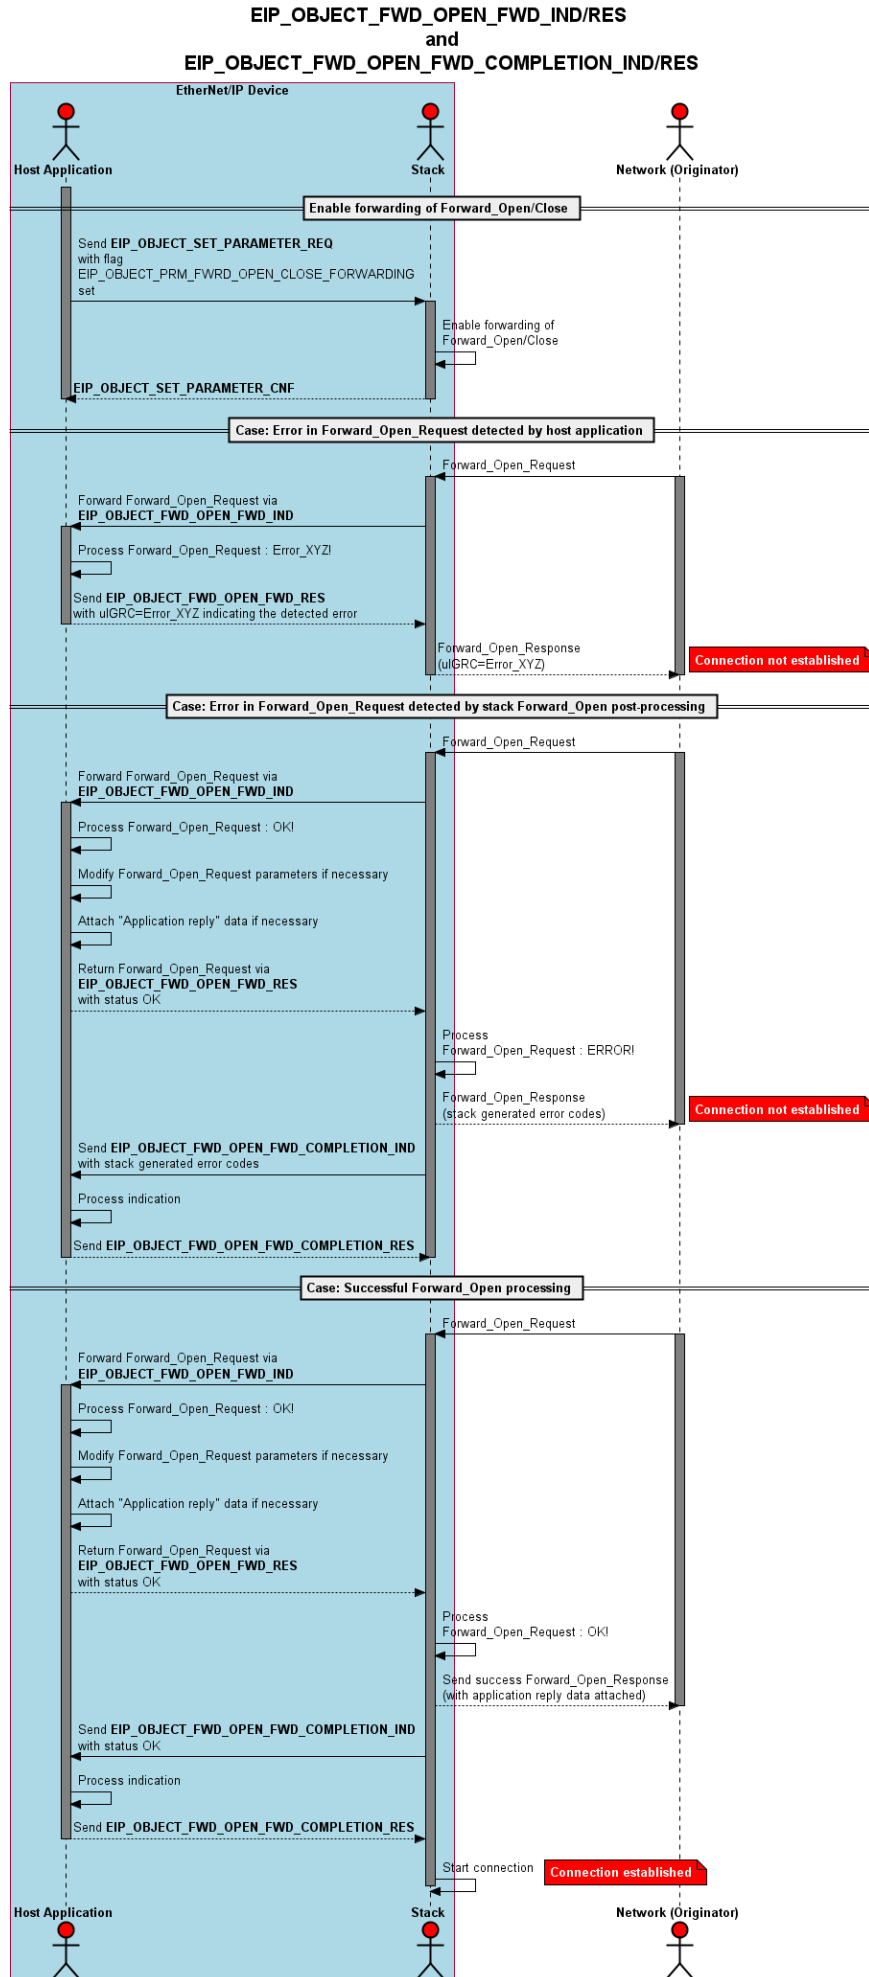 EIP_OBJECT_FWD_OPEN_FWD_IND/RES
and
EIP_OBJECT_FWD_OPEN_FWD_COMPLETION_IND/RES
EtherNet/IP Device
Host Application
Stack
Network (Originator)
Enable forwarding of Forward_Open/Close
Send EIP_OBJECT_SET_PARAMETER_REQ
with flag
EIP_OBJECT_PRM_FWRD_OPEN_CLOSE_FORWARDING
set
Enable forwarding of
Forward_Open/Close
EIP_OBJECT_SET_PARAMETER_CNF
Case: Error in Forward_Open_Request detected by host application
Forward_Open_Request
Forward Forward_Open_Request via
EIP_OBJECT_FWD_OPEN_FWD_IND
Process Forward_Open_Request : Error_XYZ!
Send EIP_OBJECT_FWD_OPEN_FWD_RES
with ulGRC=Error_XYZ indicating the detected error
Forward_Open_Response
(ulGRC=Error_XYZ)
Connection not established
Case: Error in Forward_Open_Request detected by stack Forward_Open post-processing
Forward_Open_Request
Forward Forward_Open_Request via
EIP_OBJECT_FWD_OPEN_FWD_IND
Process Forward_Open_Request : OK!
Modify Forward_Open_Request parameters if necessary
Attach "Application reply" data if necessary
Return Forward_Open_Request via
EIP_OBJECT_FWD_OPEN_FWD_RES
with status OK
Process
Forward_Open_Request : ERROR!
Forward_Open_Response
(stack generated error codes)
Connection not established
Send EIP_OBJECT_FWD_OPEN_FWD_COMPLETION_IND
with stack generated error codes
Process indication
Send EIP_OBJECT_FWD_OPEN_FWD_COMPLETION_RES
Case: Successful Forward_Open processing
Forward_Open_Request
Forward Forward_Open_Request via
EIP_OBJECT_FWD_OPEN_FWD_IND
Process Forward_Open_Request : OK!
Modify Forward_Open_Request parameters if necessary
Attach "Application reply" data if necessary
Return Forward_Open_Request via
EIP_OBJECT_FWD_OPEN_FWD_RES
with status OK
Process
Forward_Open_Request : OK!
Send success Forward_Open_Response
(with application reply data attached)
Send EIP_OBJECT_FWD_OPEN_FWD_COMPLETION_IND
with status OK
Process indication
Send EIP_OBJECT_FWD_OPEN_FWD_COMPLETION_RES
Start connection
Connection established
Host Application
Stack
Network (Originator)